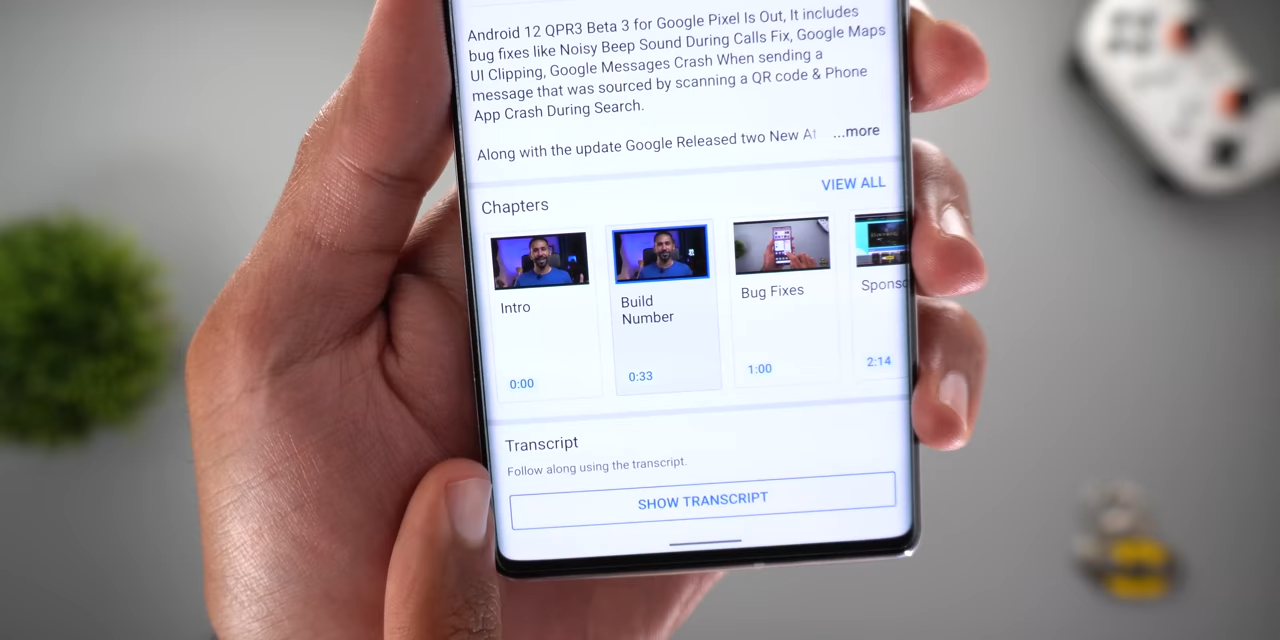 Android 12 QPR3 Beta 3 for Google Pixel Is Out, It includes
bug fixes like Noisy Beep Sound During Calls Fix, Google Maps
UI Clipping, Google Messages Crash When sending a
message that was sourced by scanning a QR code & Phone
App Crash During Search.
Along with the update Google Released two New At ...more
VIEW ALL
Chapters
Intro
0:00
Build
Number
0:33
Bug Fixes
1:00
Sponso
2:14
Transcript
Follow along using the transcript.
SHOW TRANSCRIPT